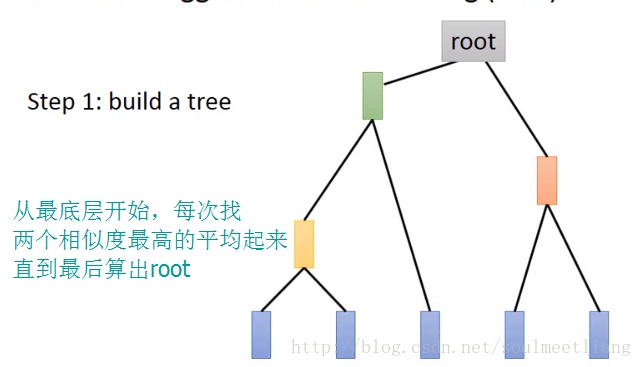 root
Step 1: build a tree
从最底层开始，每次找
两个相似度最高的平均起来
直到最后算出root
http://blog.csdn.net/soulmeetliang